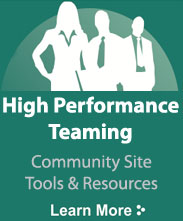 High Performance
Teaming
Community Site
Tools & Resources
Learn More